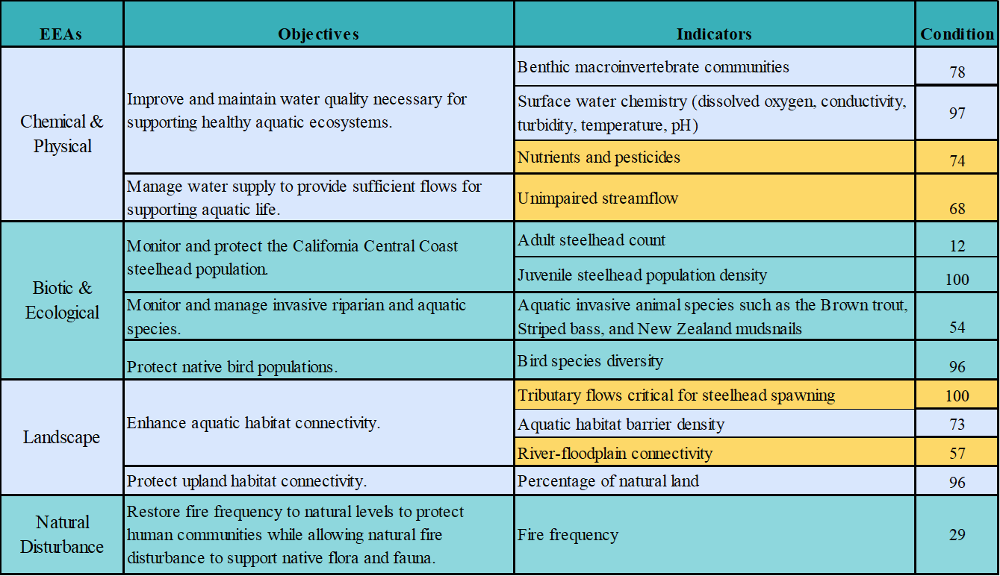 EEAs Objectives Indicators Condition
Chemical &
Physical
Improve and maintain water quality necessary for
supporting healthy aquatic ecosystems.
Benthic macroinvertebrate communities 78
Surface water chemistry (dissolved oxygen, conductivity,
turbidity, temperature, pH)
97
Nutrients and pesticides 74
Manage water supply to provide sufficient flows for
supporting aquatic life.
Unimpaired streamflow 68
Biotic &
Ecological
Monitor and protect the California Central Coast
steelhead population.
Adult steelhead count 12
Juvenile steelhead population density 100
Monitor and manage invasive riparian and aquatic
species.
Aquatic invasive animal species such as the Brown trout,
Striped bass, and New Zealand mudsnails
54
Protect native bird populations.
Bird species diversity 96
Landscape
Enhance aquatic habitat connectivity.
Tributary flows critical for steelhead spawning 100
Aquatic habitat barrier density 73
River-floodplain connectivity 57
Protect upland habitat connectivity.
Percentage of natural land 96
Natural
Disturbance
Restore fire frequency to natural levels to protect
human communities while allowing natural fire
disturbance to support native flora and fauna.
Fire frequency 29